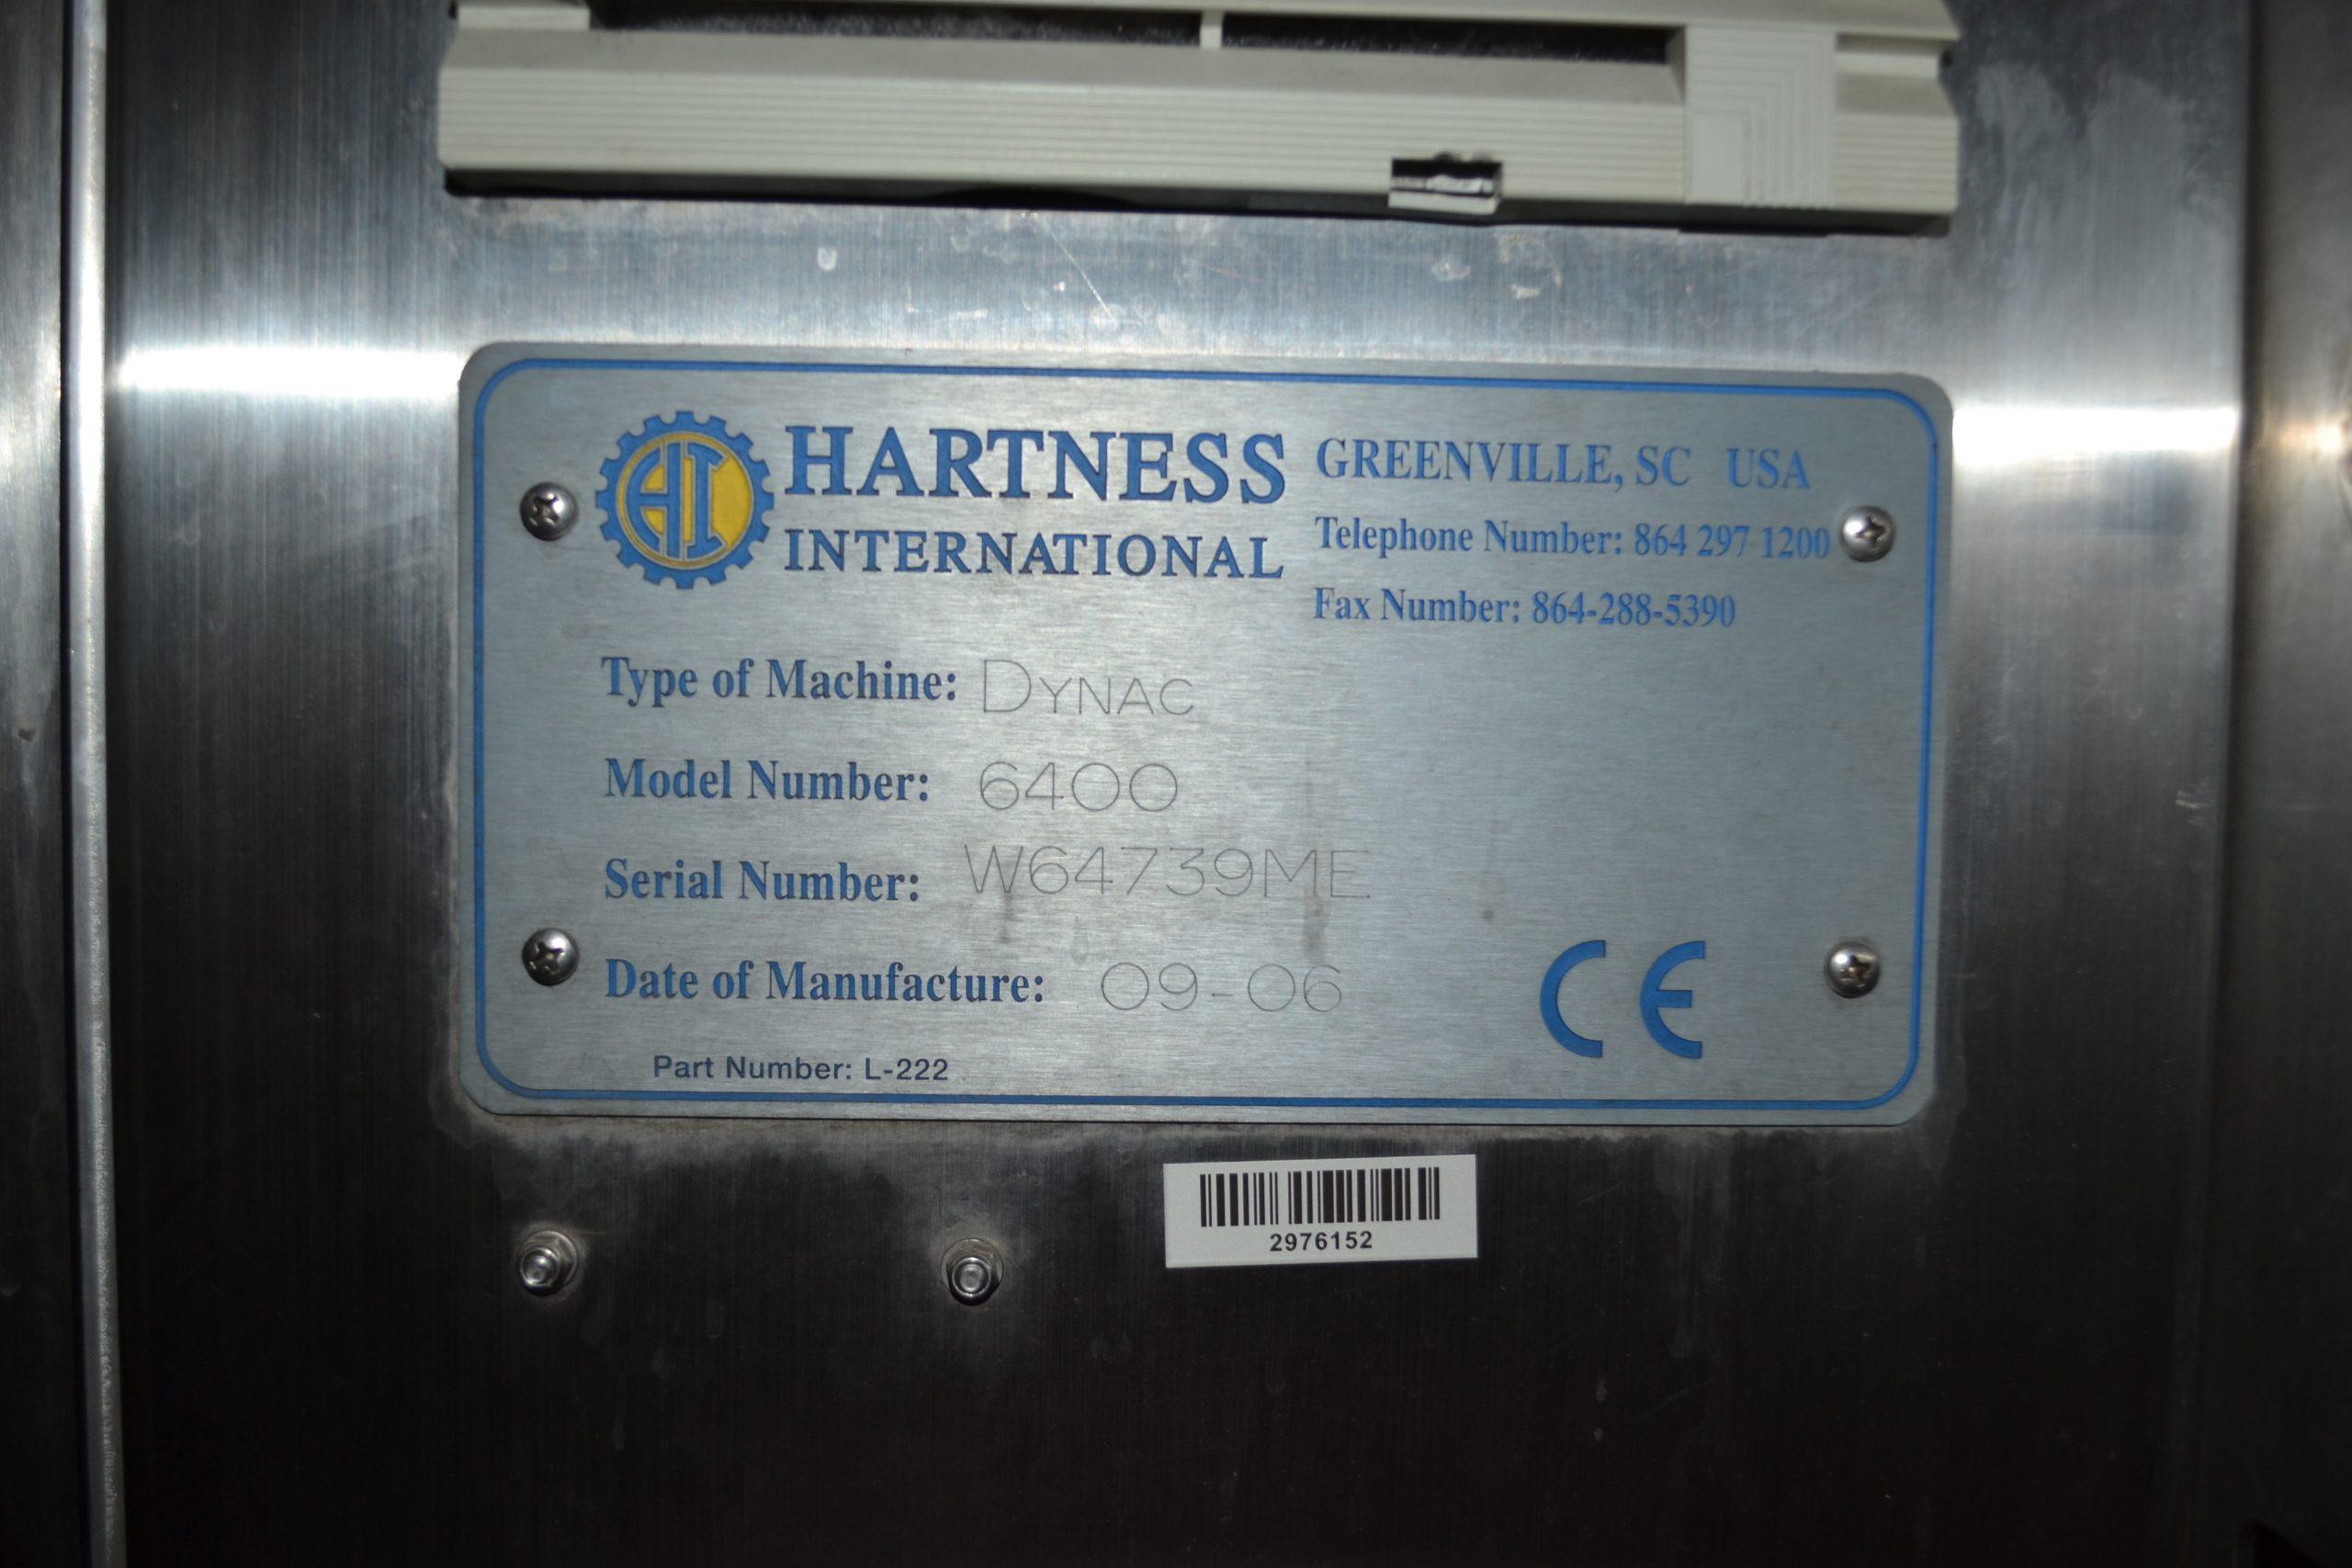 HI HARTNESS
INTERNATIONAL
GREENVILLE, SC USA
Telephone Number: 864 297-1200
Fax Number: 864-288-5390
Type of Machine: DYNAC
Model Number: 6400
Serial Number: W64739ME
Date of Manufacture: 09-06
Part Number: L-222
CE
2976152